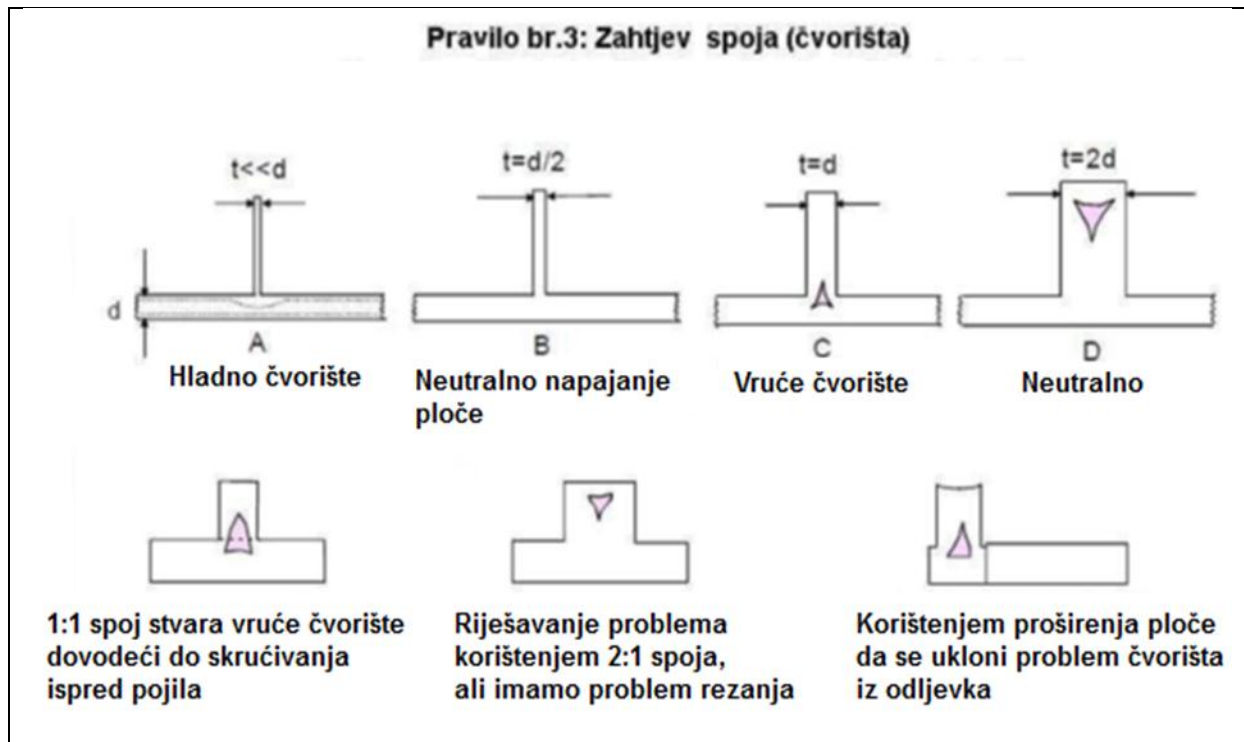 Pravilo br.3: Zahtjev spoja (čvorišta)
t<<d
t=d/2
t=d
t=2d
d
A
B
C
D
Hladno čvorište
Neutralno napajanje
ploče
Vruće čvorište
Neutralno
1:1 spoj stvara vruće čvorište
dovodeći do skrućivanja
ispred pojila
Riješavanje problema
korištenjem 2:1 spoja,
ali imamo problem rezanja
Korištenjem proširenja ploče
da se ukloni problem čvorišta
iz odljevka